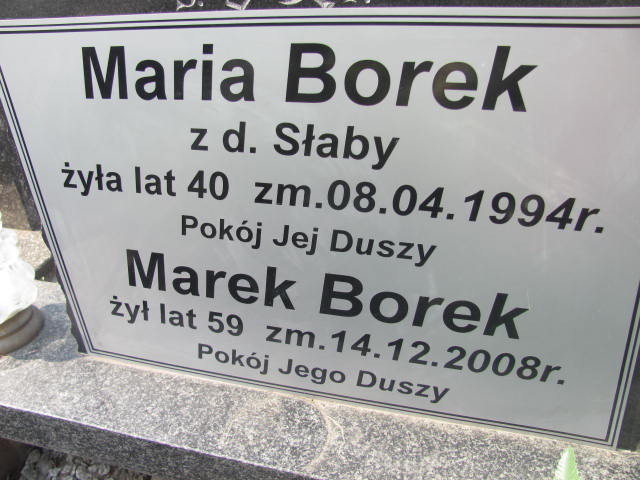 Maria Borek
z d. Słaby
żyła lat 40 zm.08.04.1994r.
Pokój Jej Duszy
Marek Borek
żył lat 59 zm.14.12.2008r.
Pokój Jego Duszy